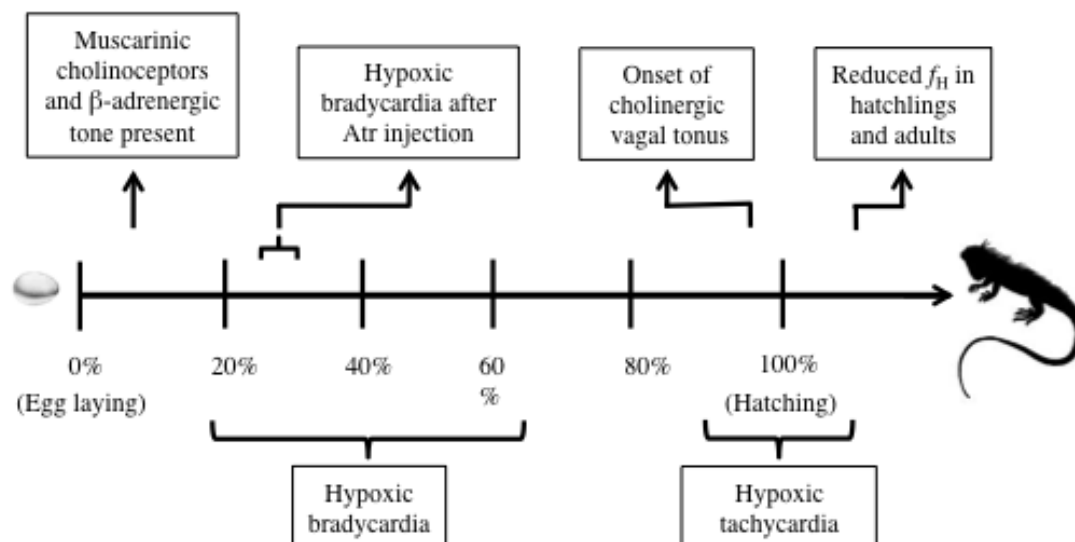 Muscarinic
cholinoceptors
and β-adrenergic
tone present
Hypoxic
bradycardia after
Atr injection
Onset of
cholinergic
vagal tonus
Reduced fH in
hatchlings
and adults
0%
(Egg laying)
20%
40%
60
%
80%
100%
(Hatching)
Hypoxic
bradycardia
Hypoxic
tachycardia